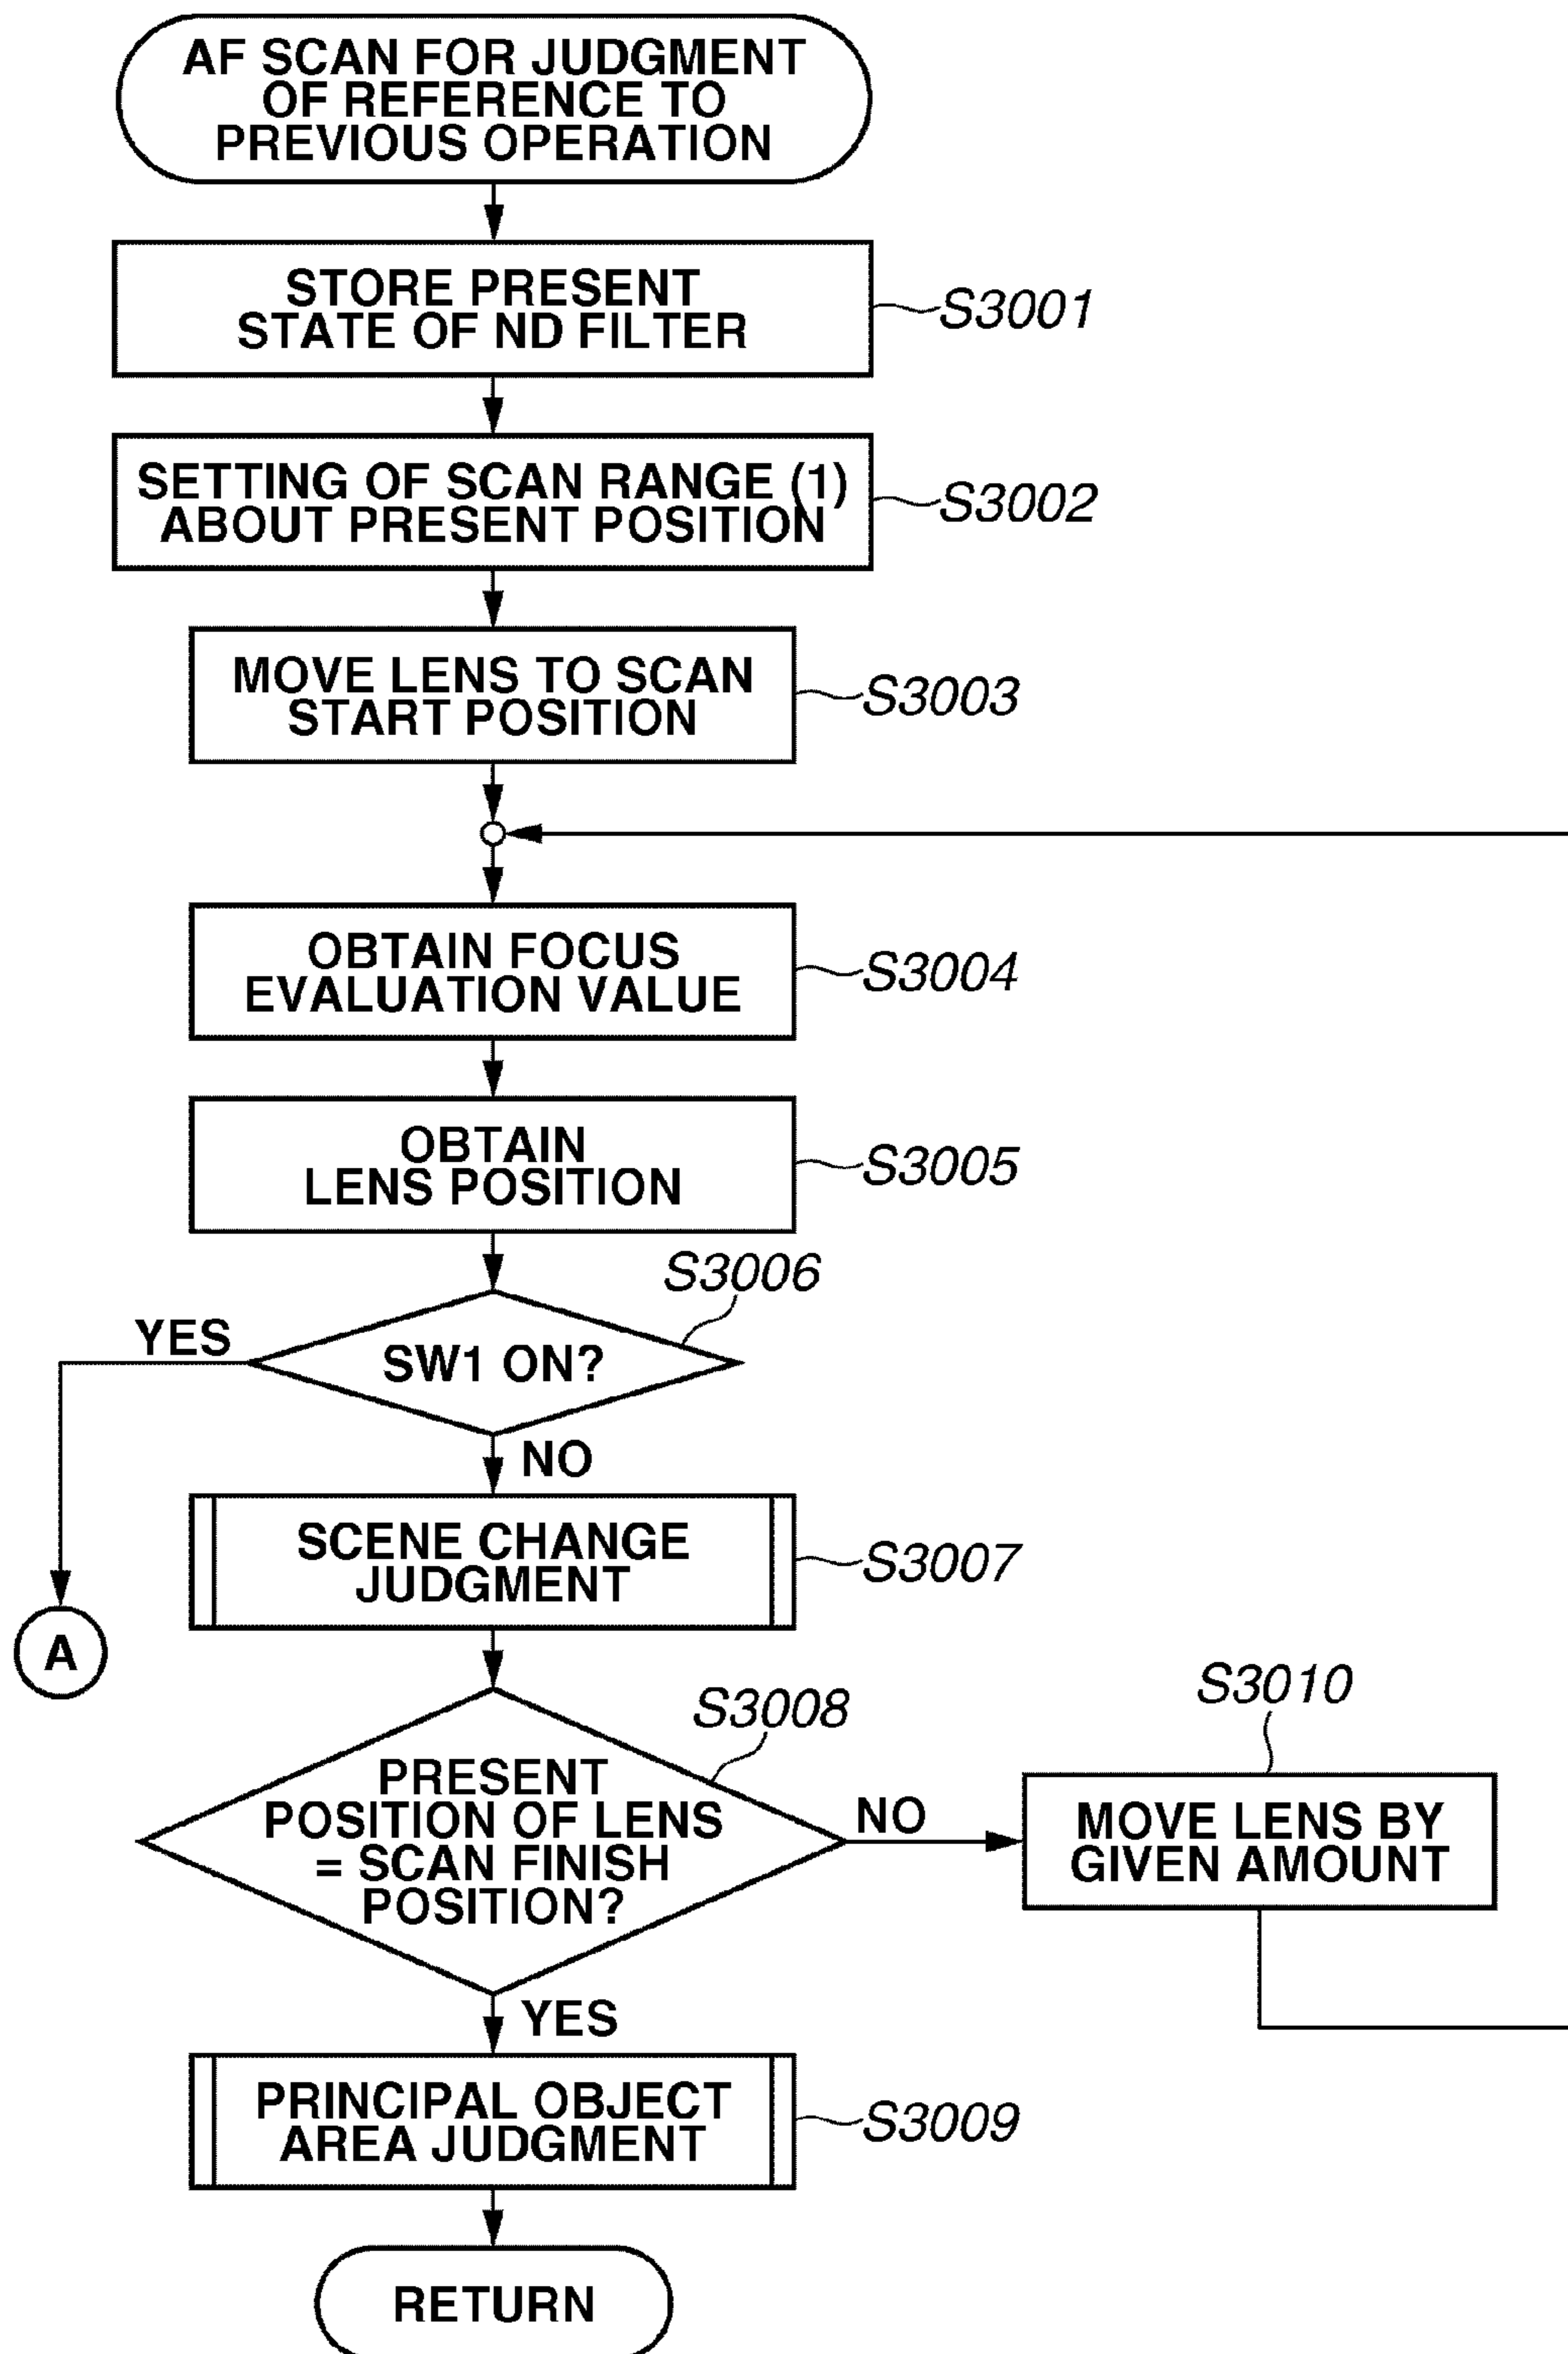 AF SCAN FOR JUDGMENT
OF REFERENCE TO
PREVIOUS OPERATION
STORE PRESENT
STATE OF ND FILTER
S3001
SETTING OF SCAN RANGE (1)
ABOUT PRESENT POSITION
S3002
MOVE LENS TO SCAN
START POSITION
S3003
OBTAIN FOCUS
EVALUATION VALUE
S3004
OBTAIN
LENS POSITION
S3005
S3006
YES
SW1 ON?
NO
SCENE CHANGE
JUDGMENT
S3007
A
S3008
PRESENT
POSITION OF LENS
= SCAN FINISH
POSITION?
NO
S3010
MOVE LENS BY
GIVEN AMOUNT
YES
PRINCIPAL OBJECT
AREA JUDGMENT
S3009
RETURN